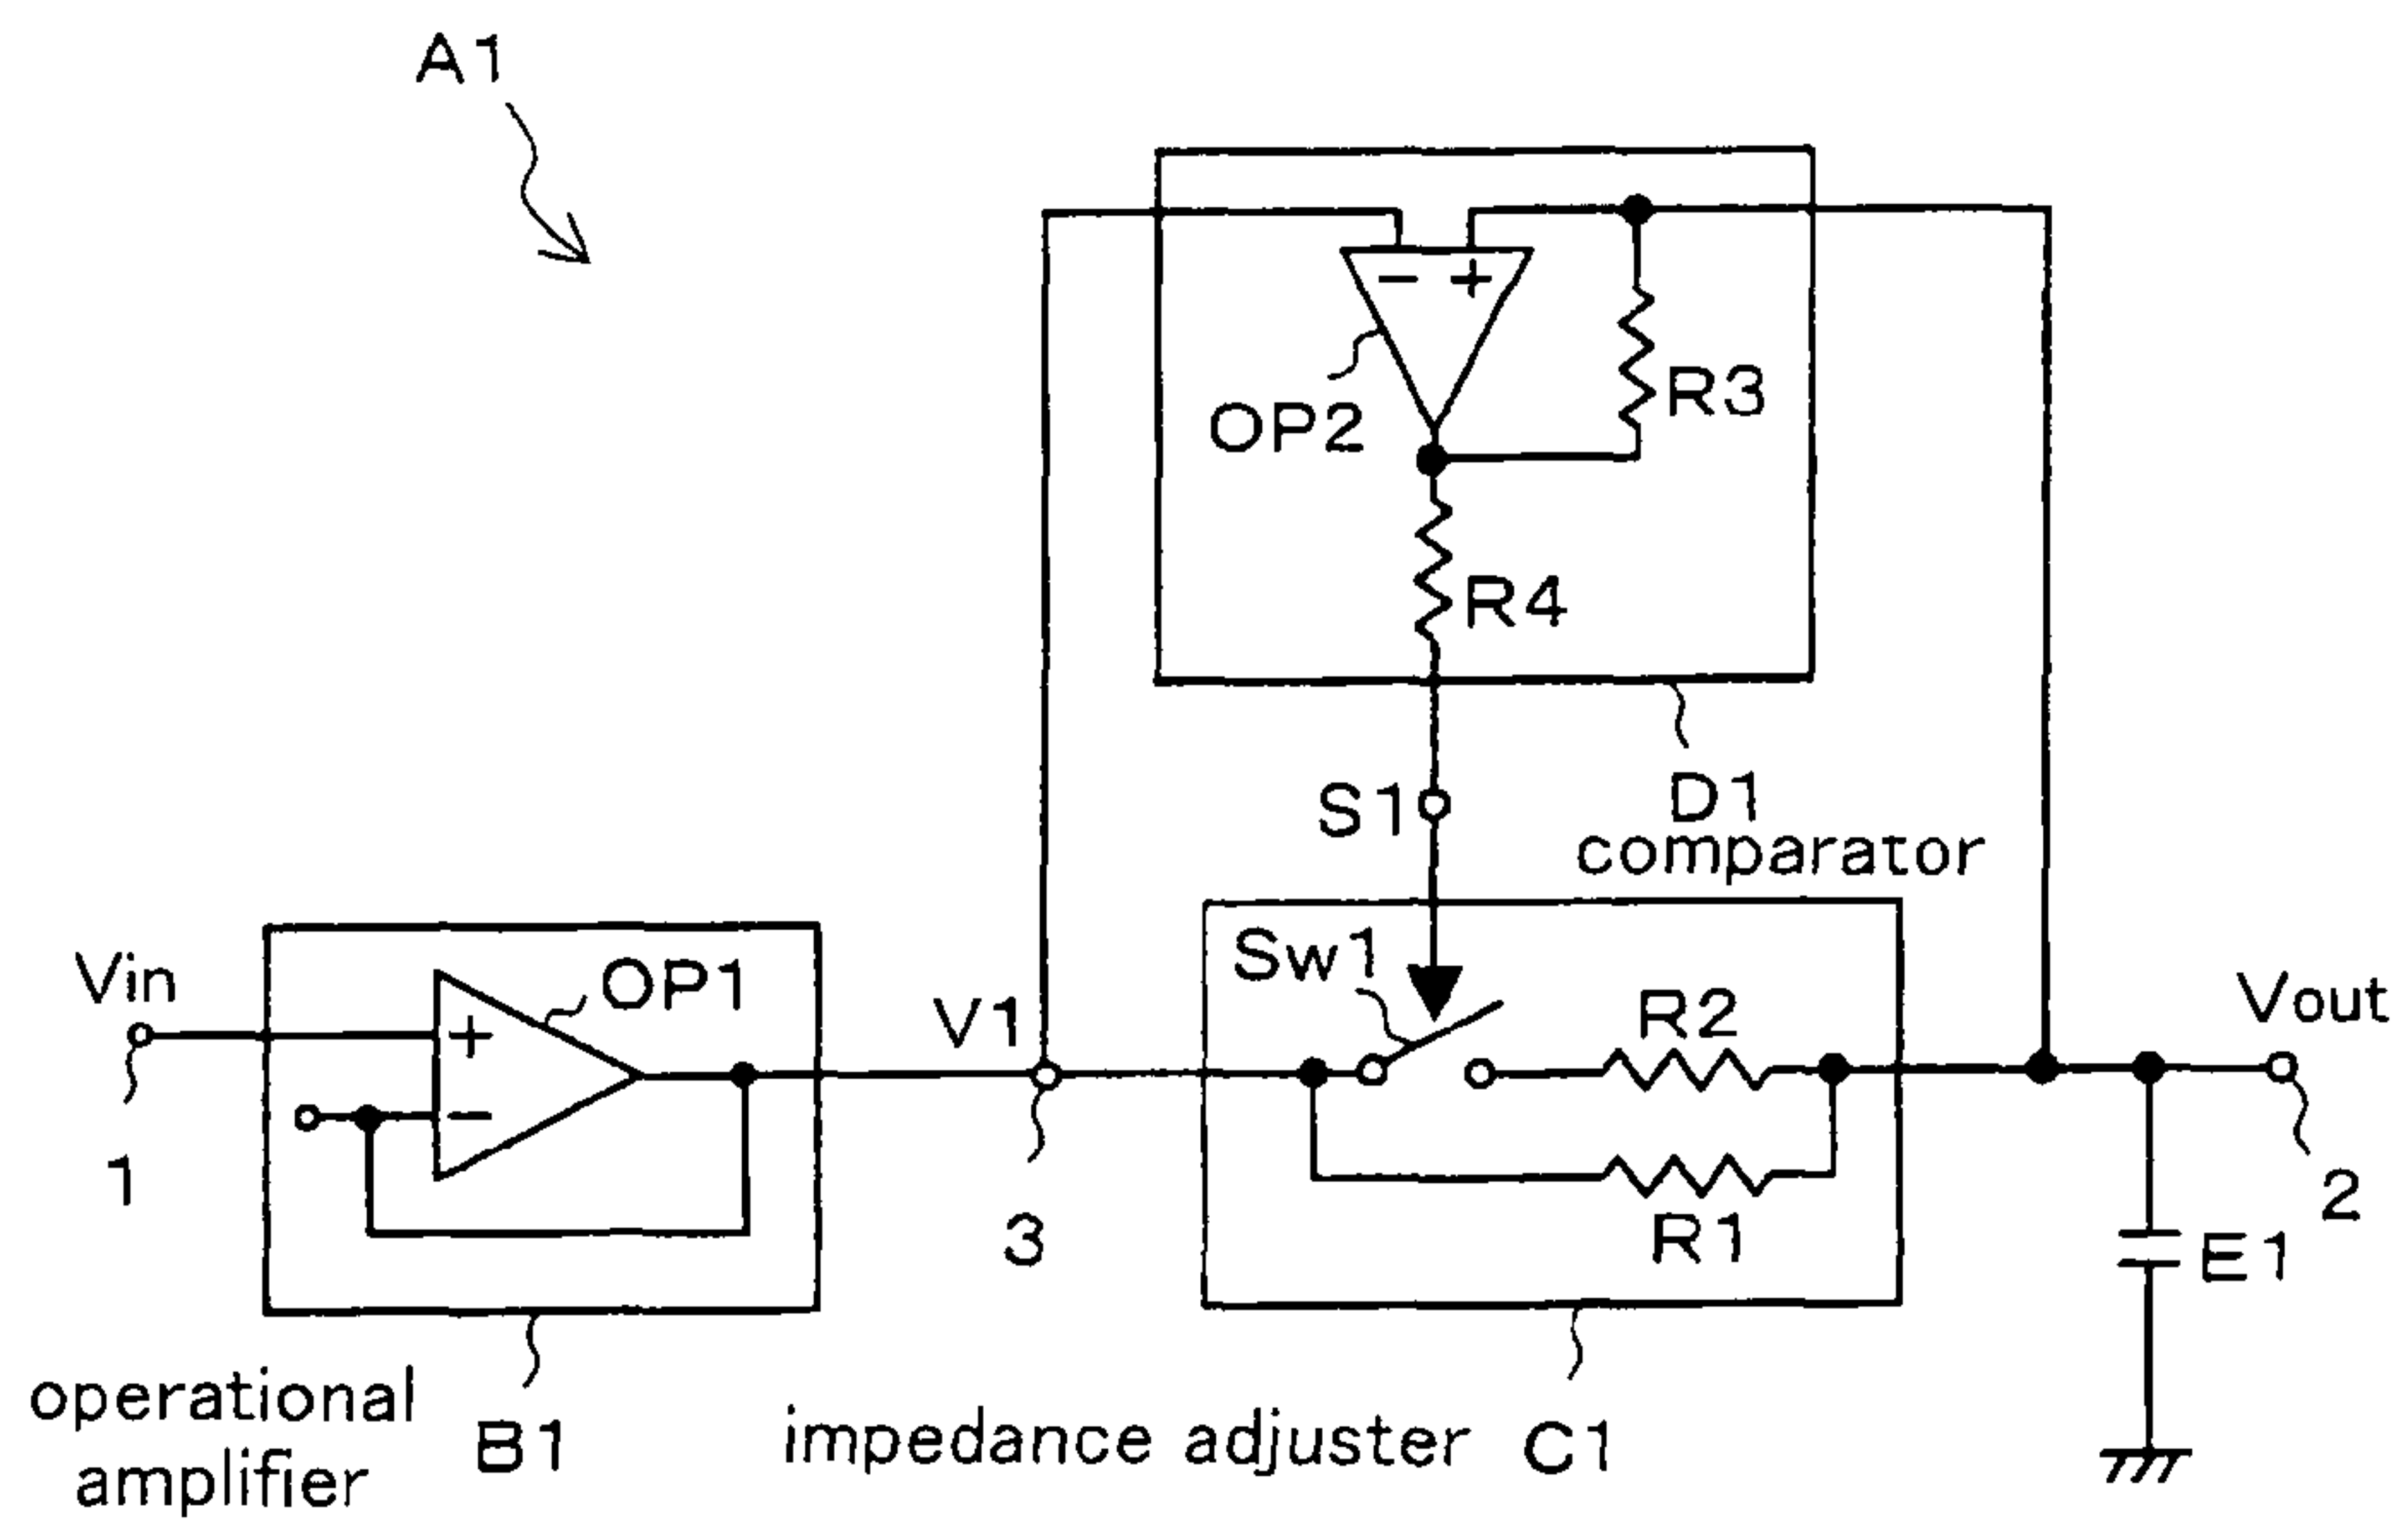 A1
OP2
R3
R4
S1
D1
comparator
Vin
OP1
Sw1
R2
V1
Vout
1
3
R1
2
E1
operational
amplifier
B1
impedance adjuster
C1
- +
+
-